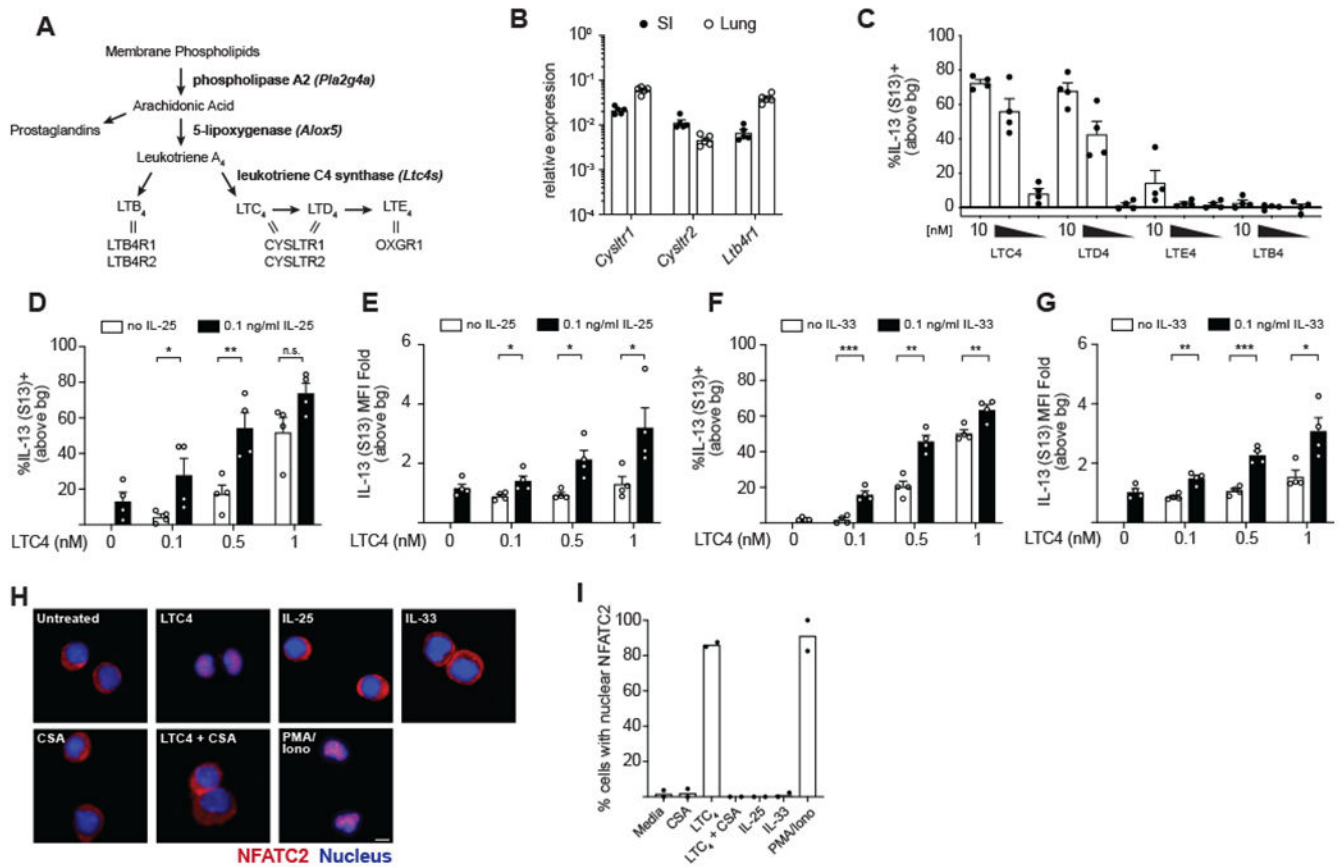 A
Membrane Phospholipids
phospholipase A2 (Pla2g4a)
Arachidonic Acid
Prostaglandins
5-lipoxygenase (Alox5)
Leukotriene A4
leukotriene C4 synthase (Ltc4s)
LTB4
LTC4
LTD4
LTE4
LTB4R1
LTB4R2
CYSLTR1
CYSLTR2
OXGR1
B
SI
Lung
relative expression
10^0
10^-1
10^-2
10^-3
10^-4
Cysltr1
Cysltr2
Ltb4r1
C
%IL-13 (S13)+
(above bg)
100
80
60
40
20
0
[nM]
10
10
10
10
LTC4
LTD4
LTE4
LTB4
D
no IL-25
0.1 ng/ml IL-25
%IL-13 (S13)+
(above bg)
100
80
60
40
20
*
**
n.s.
LTC4 (nM)
0
0.1
0.5
1
E
no IL-25
0.1 ng/ml IL-25
IL-13 (S13) MFI Fold
(above bg)
6
4
2
*
*
*
LTC4 (nM)
0
0.1
0.5
1
F
no IL-33
0.1 ng/ml IL-33
%IL-13 (S13)+
(above bg)
100
80
60
40
20
***
**
**
LTC4 (nM)
0
0.1
0.5
1
G
no IL-33
0.1 ng/ml IL-33
IL-13 (S13) MFI Fold
(above bg)
6
4
2
**
***
*
LTC4 (nM)
0
0.1
0.5
1
H
Untreated
LTC4
IL-25
IL-33
CSA
LTC4 + CSA
PMA/
Iono
NFATC2 Nucleus
I
% cells with nuclear NFATC2
100
80
60
40
20
Media
CSA
LTC4
LTC4 + CSA
IL-25
IL-33
PMA/Iono